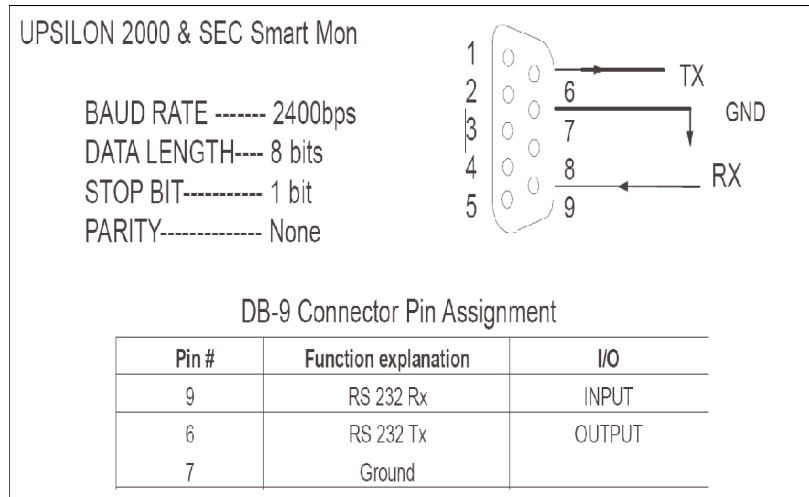 UPSILON 2000 & SEC Smart Mon
BAUD RATE ------- 2400bps
DATA LENGTH---- 8 bits
STOP BIT----------- 1 bit
PARITY-------------- None
1
2
3
4
5
6
7
8
9
TX
GND
RX
DB-9 Connector Pin Assignment
Pin # Function explanation I/O
9 RS 232 Rx INPUT
6 RS 232 Tx OUTPUT
7 Ground